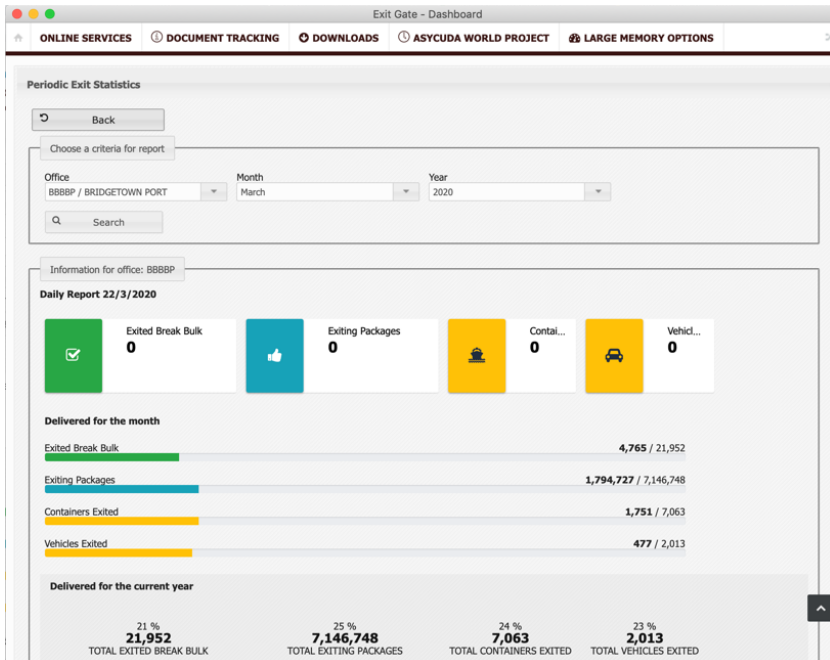 Exit Gate - Dashboard
ONLINE SERVICES DOCUMENT TRACKING DOWNLOADS ASYCUDA WORLD PROJECT LARGE MEMORY OPTIONS
Periodic Exit Statistics
Back
Choose a criteria for report
Office Month Year
BBBBP / BRIDGETOWN PORT March 2020
Search
Information for office: BBBBP
Daily Report 22/3/2020
Exited Break Bulk Exiting Packages Contai... Vehicl...
0 0 0 0
Delivered for the month
Exited Break Bulk 4,765 / 21,952
Exiting Packages 1,794,727 / 7,146,748
Containers Exited 1,751 / 7,063
Vehicles Exited 477 / 2,013
Delivered for the current year
21 % 25 % 24 % 23 %
21,952 7,146,748 7,063 2,013
TOTAL EXITED BREAK BULK TOTAL EXITING PACKAGES TOTAL CONTAINERS EXITED TOTAL VEHICLES EXITED